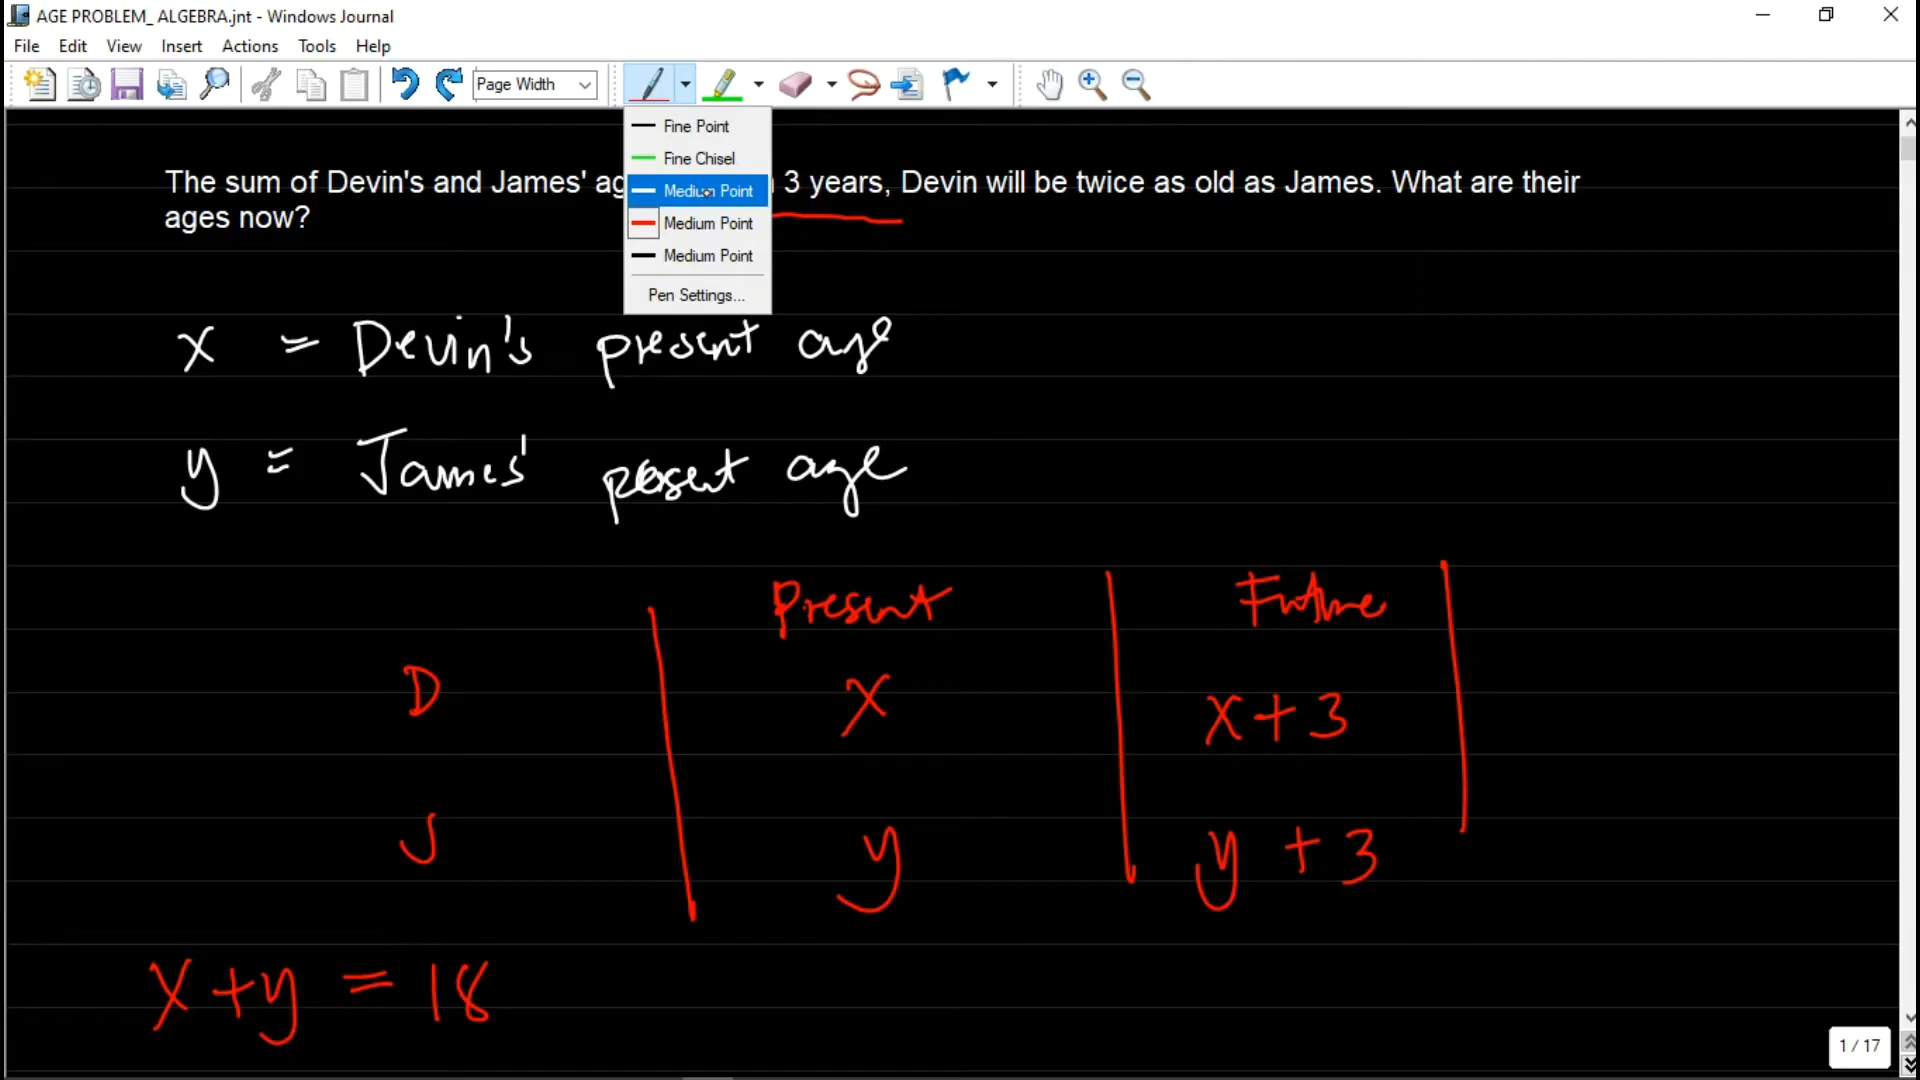 AGE PROBLEM_ ALGEBRA.jnt - Windows Journal
File Edit View Insert Actions Tools Help
Page Width
Fine Point
Fine Chisel
Medium Point
Medium Point
Medium Point
Pen Settings...
The sum of Devin's and James' ag 3 years, Devin will be twice as old as James. What are their
ages now?
x = Devin's present age
y = James' present age
Present Future
D x x+3
J y y+3
x+y = 18
1 / 17